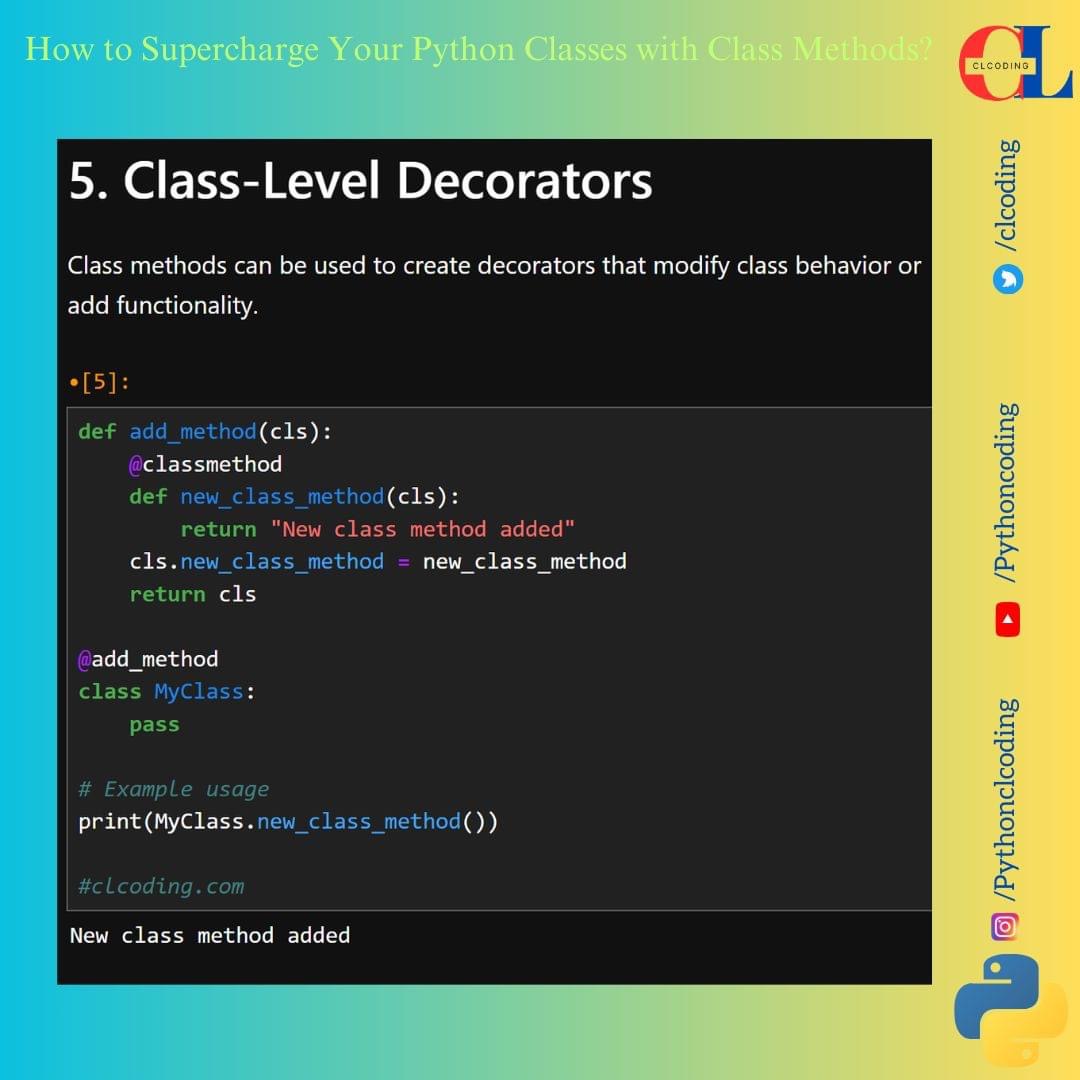 How to Supercharge Your Python Classes with Class Methods?
CL
CLCODING
5. Class-Level Decorators
Class methods can be used to create decorators that modify class behavior or
add functionality.
•[5]:
def add_method(cls):
    @classmethod
    def new_class_method(cls):
        return "New class method added"
    cls.new_class_method = new_class_method
    return cls
@add_method
class MyClass:
    pass
# Example usage
print(MyClass.new_class_method())
#clcoding.com
New class method added
/clcoding
/Pythoncoding
/Pythonclcoding